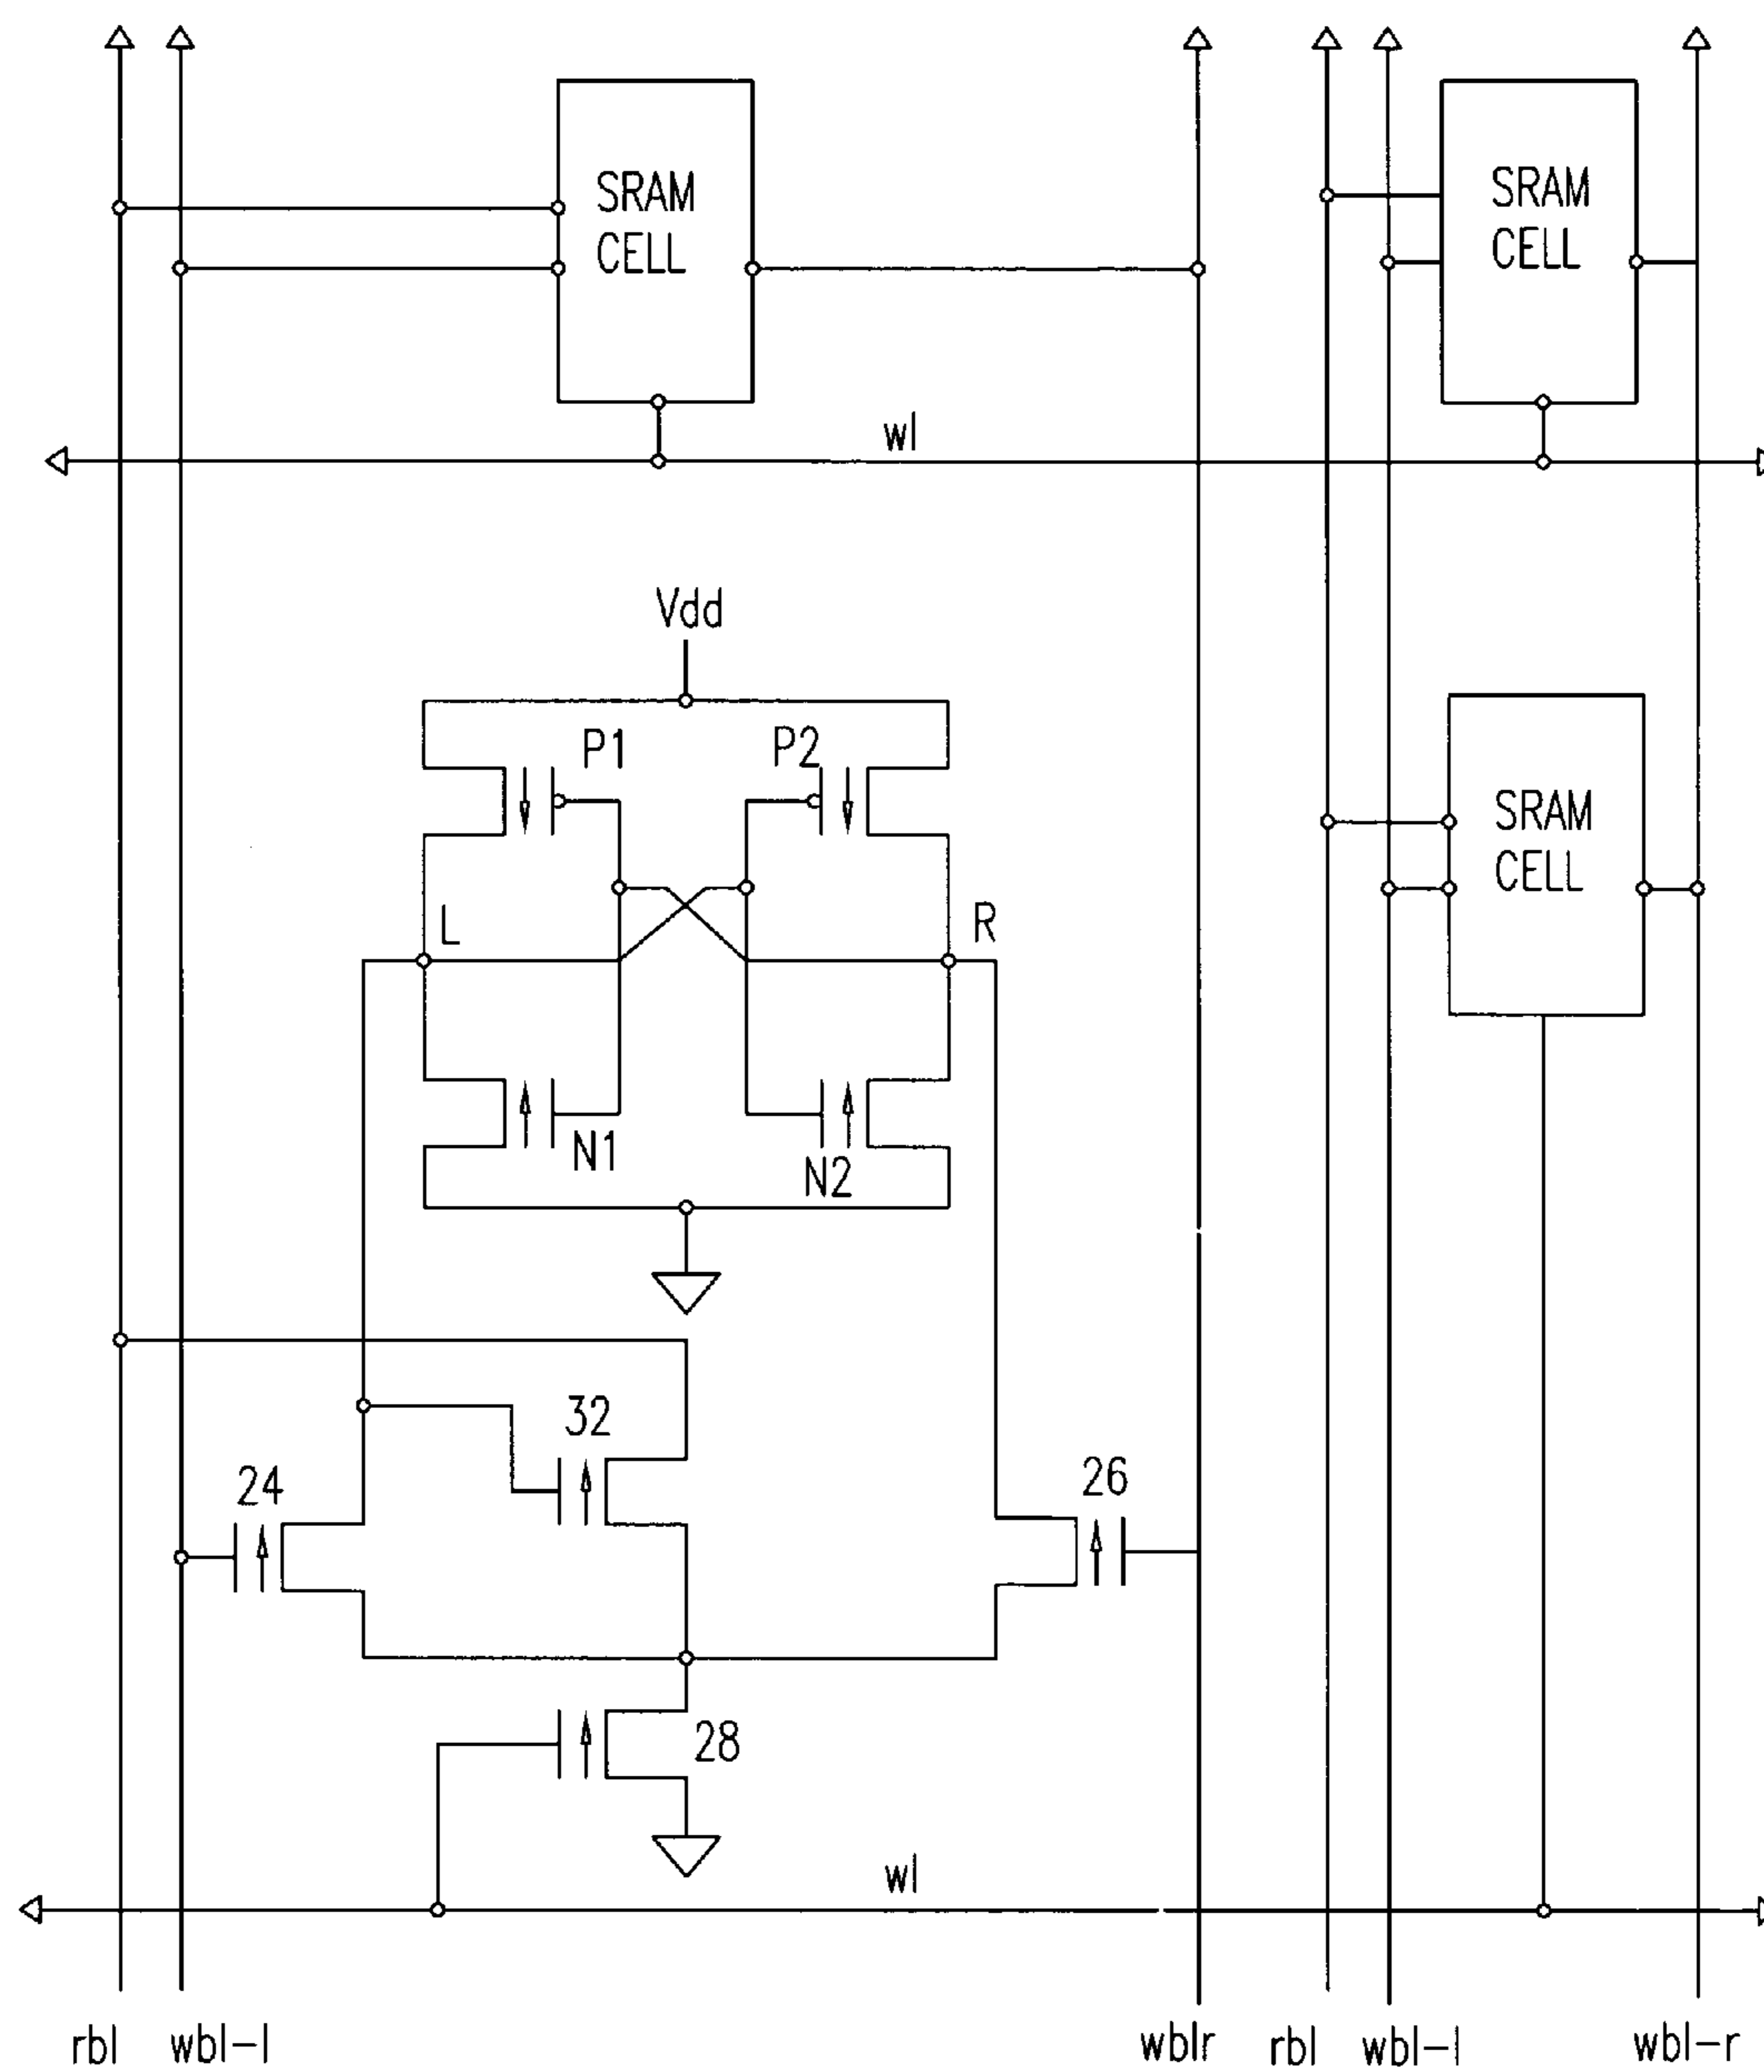 SRAM
CELL
SRAM
CELL
wl
Vdd
P1
P2
SRAM
CELL
L
R
N1
N2
32
24
26
28
wl
rbl
wbl-l
wblr
rbl
wbl-l
wbl-r